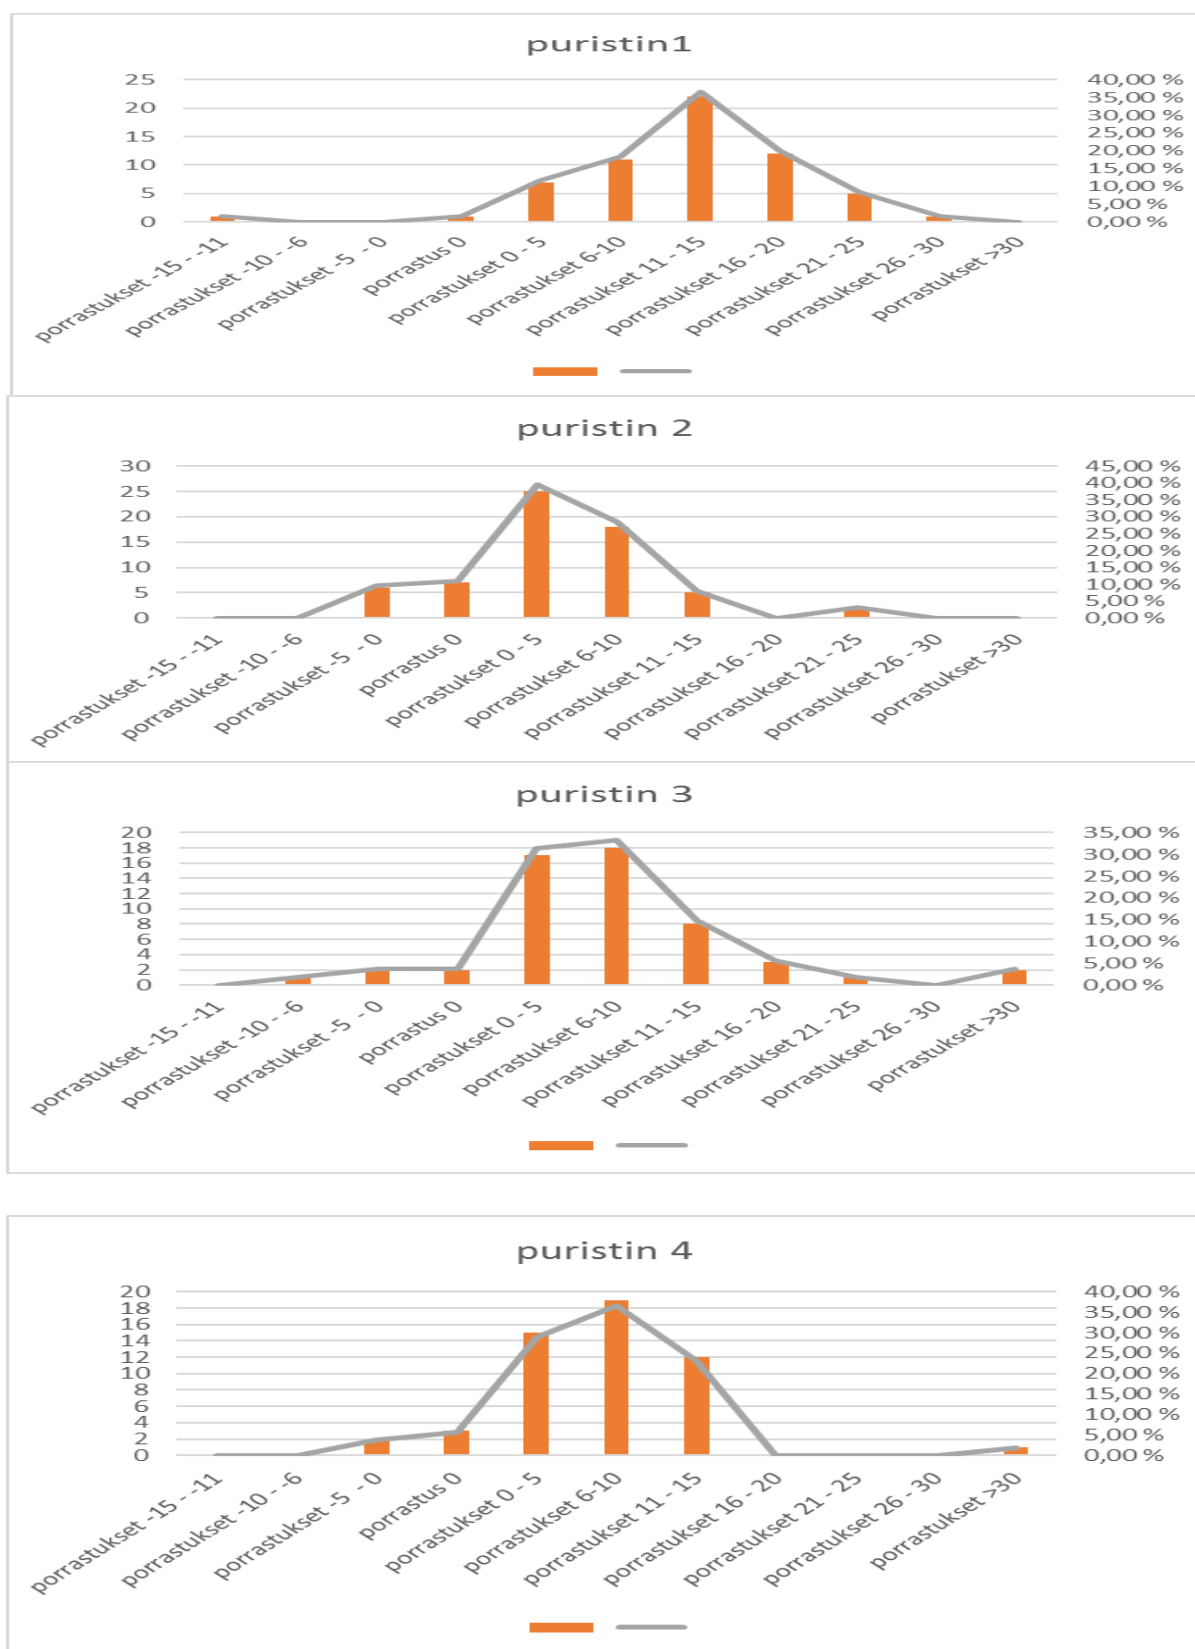 puristin1
25 40,00 %
20 35,00 %
15 30,00 %
10 25,00 %
5 20,00 %
0 15,00 %
10,00 %
5,00 %
0,00 %
porrastukset -15 - -11
porrastukset -10 - -6
porrastukset -5 - 0
porrastus 0
porrastukset 0 - 5
porrastukset 6-10
porrastukset 11 - 15
porrastukset 16 - 20
porrastukset 21 - 25
porrastukset 26 - 30
porrastukset >30
puristin 2
30 45,00 %
25 40,00 %
20 35,00 %
15 30,00 %
10 25,00 %
5 20,00 %
0 15,00 %
10,00 %
5,00 %
0,00 %
porrastukset -15 - -11
porrastukset -10 - -6
porrastukset -5 - 0
porrastus 0
porrastukset 0 - 5
porrastukset 6-10
porrastukset 11 - 15
porrastukset 16 - 20
porrastukset 21 - 25
porrastukset 26 - 30
porrastukset >30
puristin 3
20 35,00 %
18 30,00 %
16 25,00 %
14 20,00 %
12 15,00 %
10 10,00 %
8 5,00 %
6 0,00 %
4
2
0
porrastukset -15 - -11
porrastukset -10 - -6
porrastukset -5 - 0
porrastus 0
porrastukset 0 - 5
porrastukset 6-10
porrastukset 11 - 15
porrastukset 16 - 20
porrastukset 21 - 25
porrastukset 26 - 30
porrastukset >30
puristin 4
20 40,00 %
18 35,00 %
16 30,00 %
14 25,00 %
12 20,00 %
10 15,00 %
8 10,00 %
6 5,00 %
4 0,00 %
2
0
porrastukset -15 - -11
porrastukset -10 - -6
porrastukset -5 - 0
porrastus 0
porrastukset 0 - 5
porrastukset 6-10
porrastukset 11 - 15
porrastukset 16 - 20
porrastukset 21 - 25
porrastukset 26 - 30
porrastukset >30